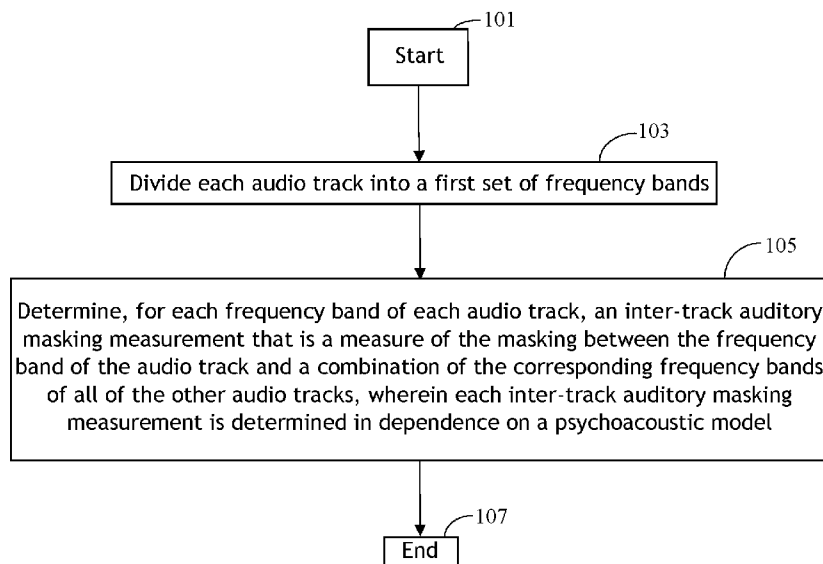 101
Start
103
Divide each audio track into a first set of frequency bands
105
Determine, for each frequency band of each audio track, an inter-track auditory
masking measurement that is a measure of the masking between the frequency
band of the audio track and a combination of the corresponding frequency bands
of all of the other audio tracks, wherein each inter-track auditory masking
measurement is determined in dependence on a psychoacoustic model
107
End